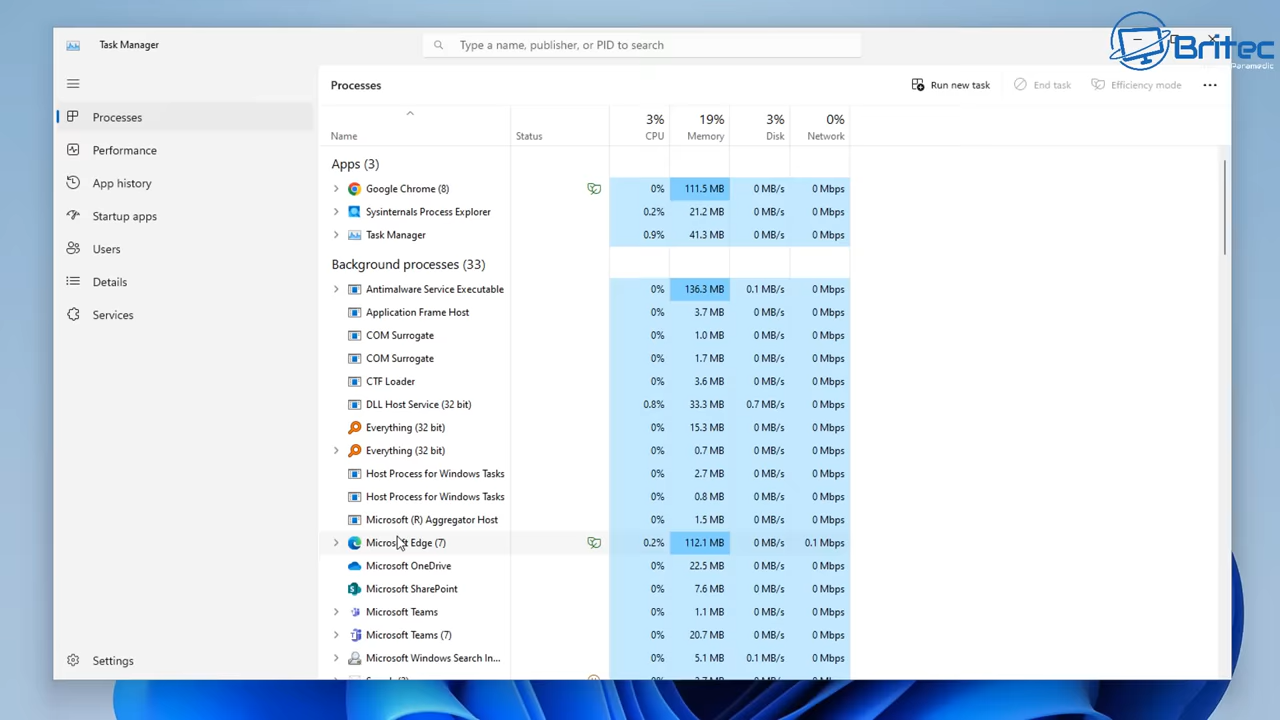 Task Manager
Type a name, publisher, or PID to search
Britec
Processes
Performance
App history
Startup apps
Users
Details
Services
Settings
Processes
Run new task
End task
Efficiency mode
3% 19% 3% 0%
Name Status CPU Memory Disk Network
Apps (3)
Google Chrome (8) 0% 111.5 MB 0 MB/s 0 Mbps
Sysinternals Process Explorer 0.2% 21.2 MB 0 MB/s 0 Mbps
Task Manager 0.9% 41.3 MB 0 MB/s 0 Mbps
Background processes (33)
Antimalware Service Executable 0% 136.3 MB 0.1 MB/s 0 Mbps
Application Frame Host 0% 3.7 MB 0 MB/s 0 Mbps
COM Surrogate 0% 1.0 MB 0 MB/s 0 Mbps
COM Surrogate 0% 1.7 MB 0 MB/s 0 Mbps
CTF Loader 0% 3.6 MB 0 MB/s 0 Mbps
DLL Host Service (32 bit) 0.8% 33.3 MB 0.7 MB/s 0 Mbps
Everything (32 bit) 0% 15.3 MB 0 MB/s 0 Mbps
Everything (32 bit) 0% 0.7 MB 0 MB/s 0 Mbps
Host Process for Windows Tasks 0% 2.7 MB 0 MB/s 0 Mbps
Host Process for Windows Tasks 0% 0.8 MB 0 MB/s 0 Mbps
Microsoft (R) Aggregator Host 0% 1.5 MB 0 MB/s 0 Mbps
Microsoft Edge (7) 0.2% 112.1 MB 0 MB/s 0.1 Mbps
Microsoft OneDrive 0% 22.5 MB 0 MB/s 0 Mbps
Microsoft SharePoint 0% 7.6 MB 0 MB/s 0 Mbps
Microsoft Teams 0% 1.1 MB 0 MB/s 0 Mbps
Microsoft Teams (7) 0% 20.7 MB 0 MB/s 0 Mbps
Microsoft Windows Search In... 0% 5.1 MB 0.1 MB/s 0 Mbps